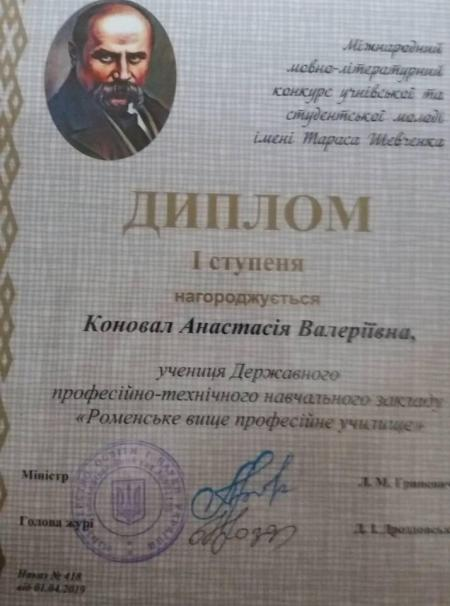 Міжнародний
мовно-літературний
конкурс учнівської та
студентської молоді
імені Тараса Шевченка
ДИПЛОМ
І ступеня
нагороджується
Коновал Анастасія Валеріївна,
учениця Державного
професійно-технічного навчального закладу
«Роменське вище професійне училище»
Міністр
Л. М. Гриневич
Голова журі
Д. І. Дроздовсь
Наказ № 418
від 01.04.2019